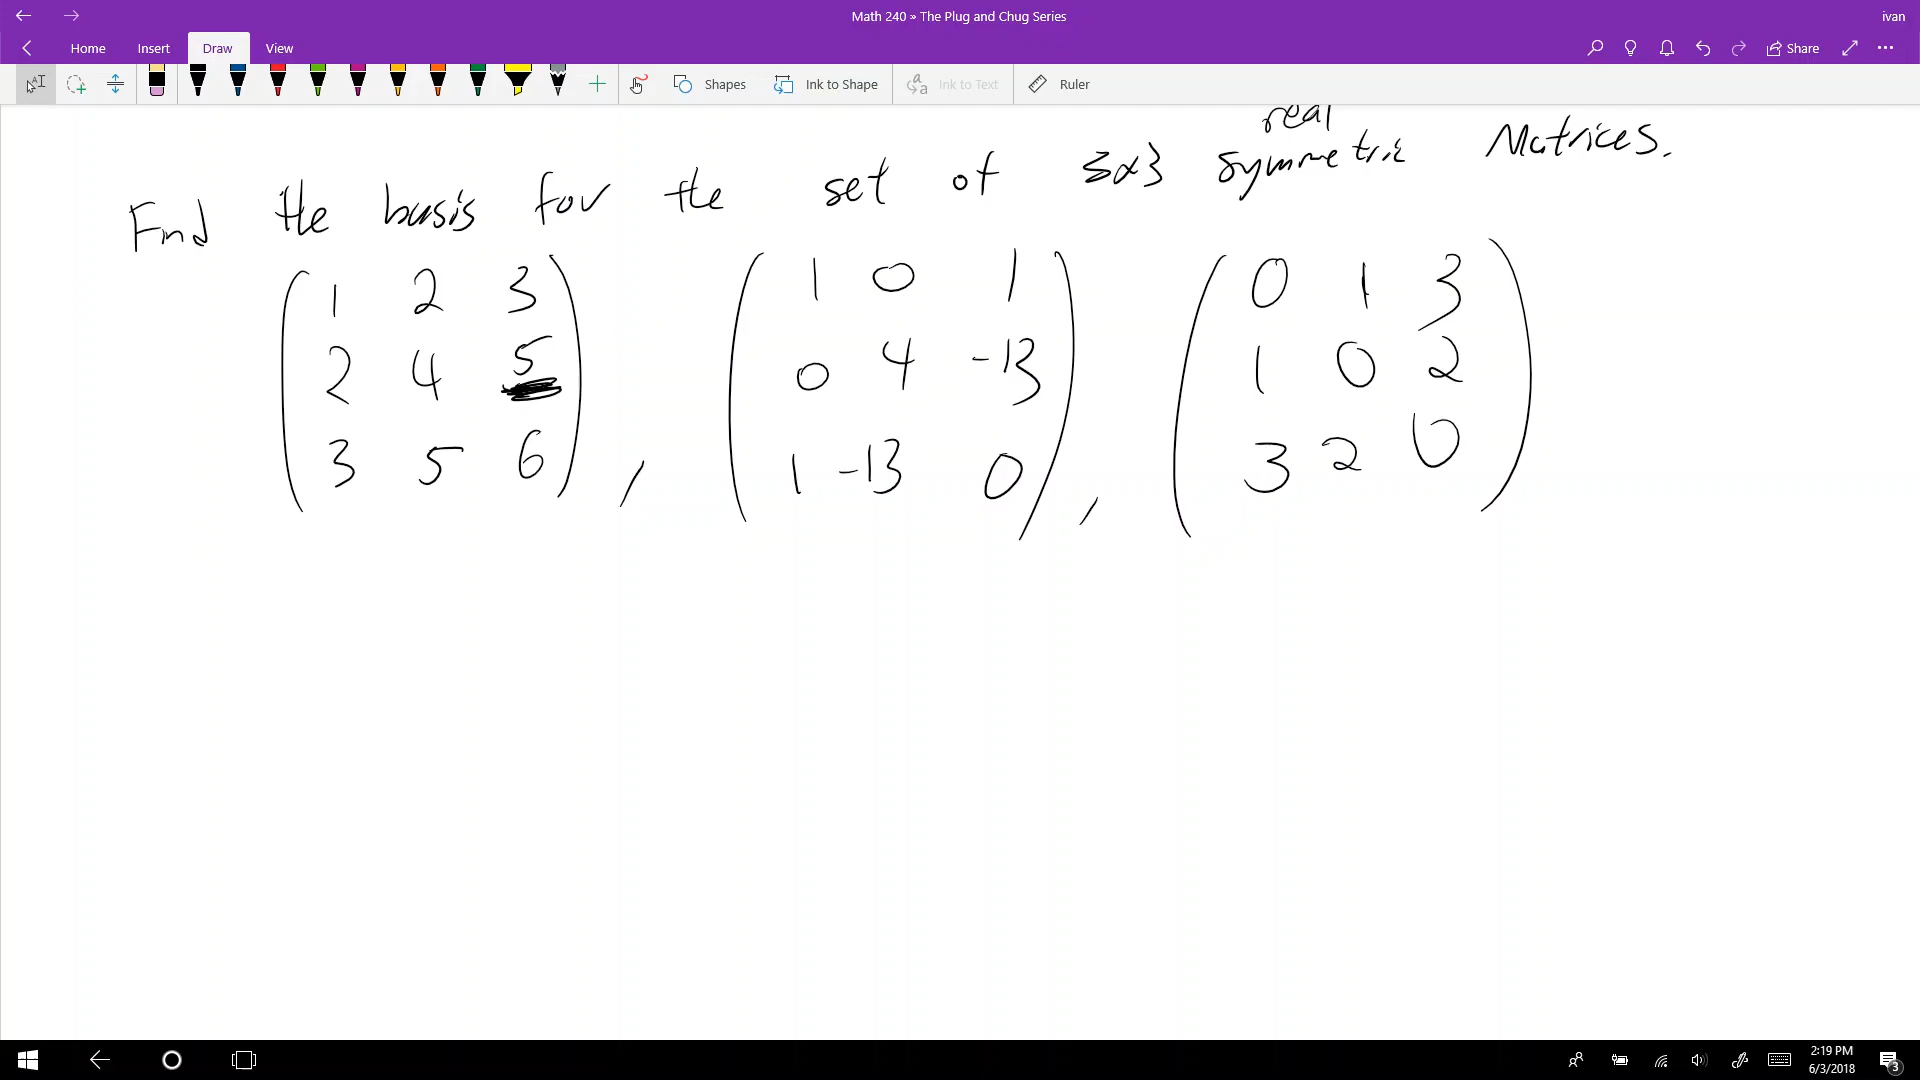 Math 240 » The Plug and Chug Series
ivan
Home Insert Draw View
Share
Shapes Ink to Shape Ink to Text Ruler
real
Find the basis for the set of 3x3 symmetric Matrices.
( 1 2 3 ( 1 0 1 ( 0 1 3
2 4 5 0 4 -13 1 0 2
3 5 6 ) , 1 -13 0 ) , 3 2 0 )
2:19 PM
6/3/2018
3